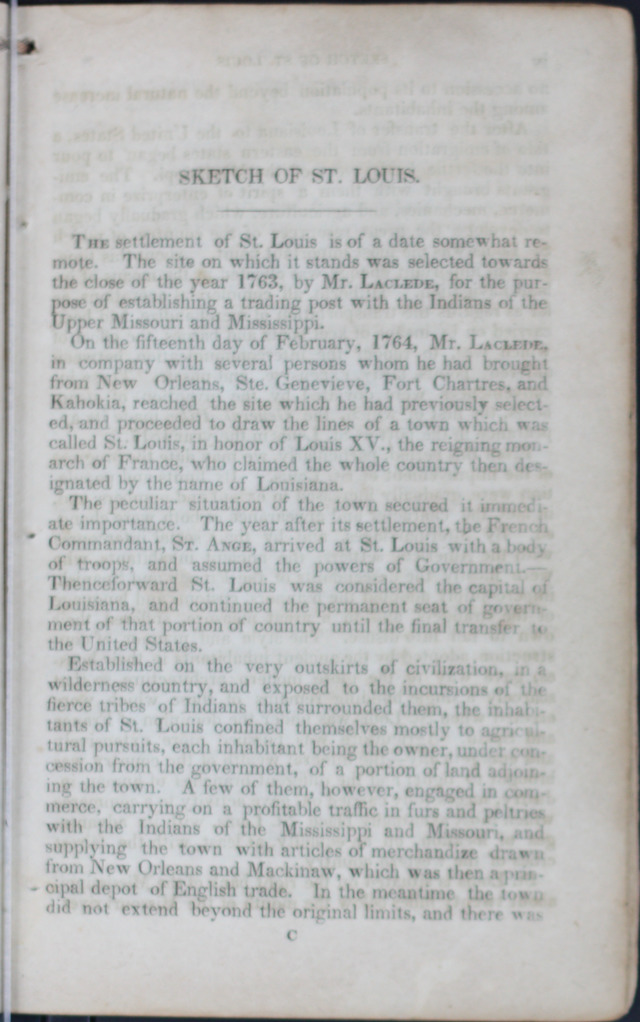 SKETCH OF ST. LOUIS.
THE settlement of St. Louis is of a date somewhat re-
mote. The site on which it stands was selected towards
the close of the year 1763, by Mr. LACLEDE, for the pur-
pose of establishing a trading post with the Indians of the
Upper Missouri and Mississippi.
On the fifteenth day of February, 1764, Mr. LACLEDE,
in company with several persons whom he had brought
from New Orleans, Ste. Genevieve, Fort Chartres, and
Kahokia, reached the site which he had previously select-
ed, and proceeded to draw the lines of a town which was
called St. Louis, in honor of Louis XV., the reigning mon-
arch of France, who claimed the whole country then des-
ignated by the name of Louisiana.
The peculiar situation of the town secured it immedi-
ate importance. The year after its settlement, the French
Commandant, ST. ANGE, arrived at St. Louis with a body
of troops, and assumed the powers of Government.—
Thenceforward St. Louis was considered the capital of
Louisiana, and continued the permanent seat of govern-
ment of that portion of country until the final transfer to
the United States.
Established on the very outskirts of civilization, in a
wilderness country, and exposed to the incursions of the
fierce tribes of Indians that surrounded them, the inhabi-
tants of St. Louis confined themselves mostly to agricul-
tural pursuits, each inhabitant being the owner, under con-
cession from the government, of a portion of land adjoin-
ing the town. A few of them, however, engaged in com-
merce, carrying on a profitable traffic in furs and peltries
with the Indians of the Mississippi and Missouri, and
supplying the town with articles of merchandize drawn
from New Orleans and Mackinaw, which was then a prin-
cipal depot of English trade. In the meantime the town
did not extend beyond the original limits, and there was
C